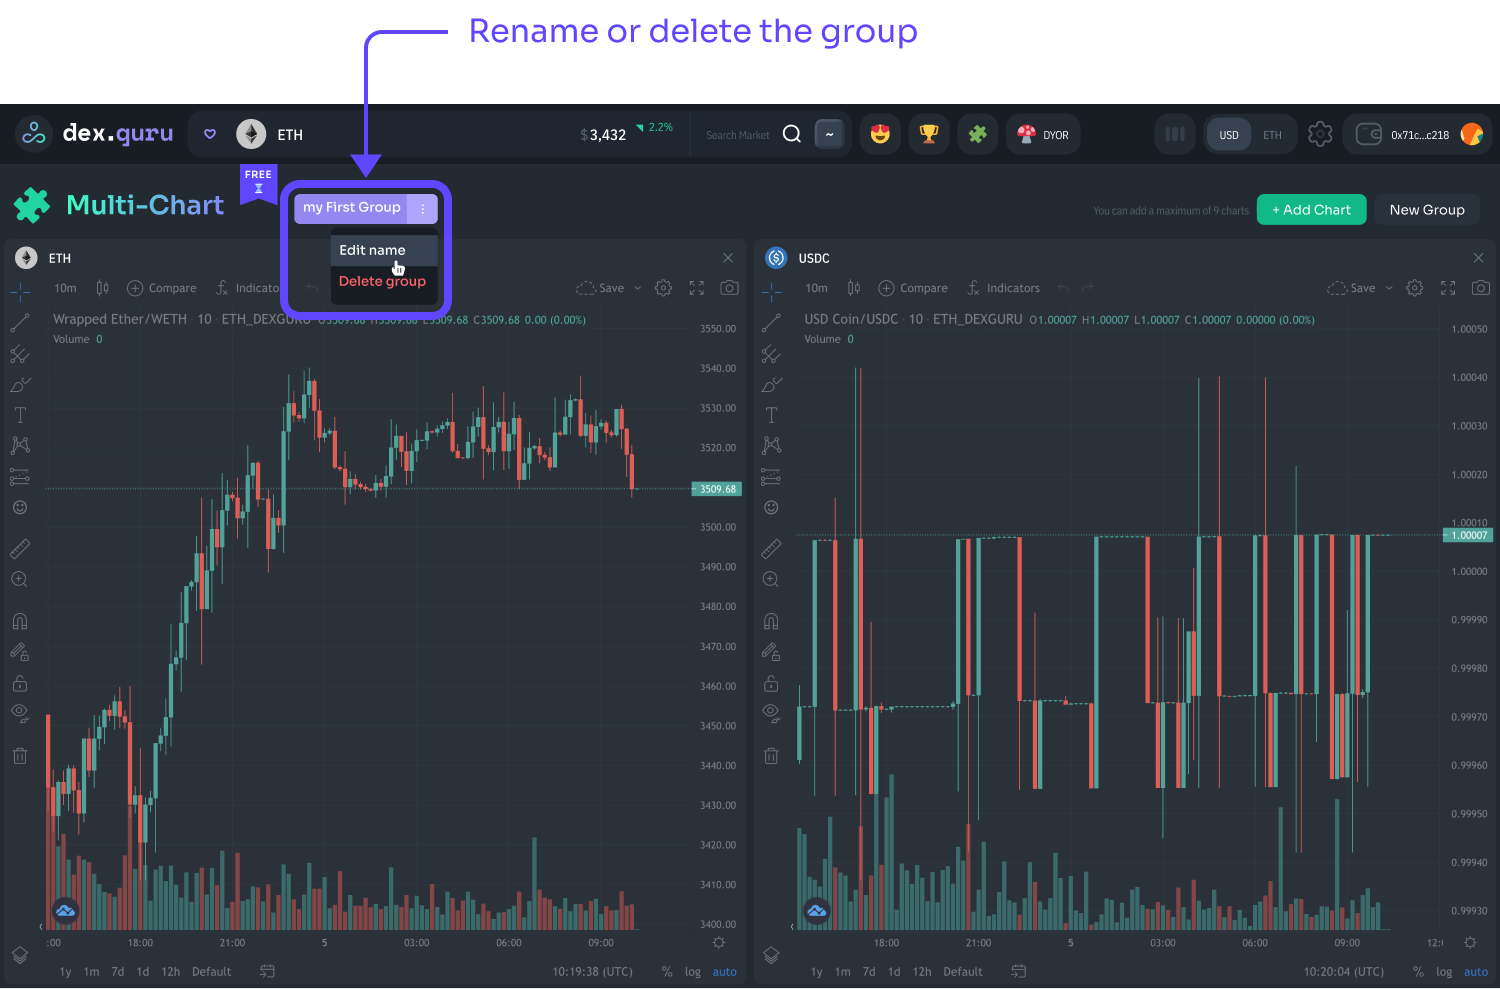 Rename or delete the group
dex.guru
ETH
$3,432
2.2%
Search Market
~
DYOR
USD
ETH
0x71c...c218
FREE
Multi-Chart
my First Group
You can add a maximum of 9 charts
+ Add Chart
New Group
Edit name
Delete group
ETH
10m
Compare
Save
Wrapped Ether/WETH · 10 · ETH_DEXGURU
3509.68 0.00 (0.00%)
C3509.68
Volume 0
3550.00
3540.00
3530.00
3520.00
3509.68
3500.00
3490.00
3480.00
3470.00
3460.00
3450.00
3440.00
3430.00
3420.00
3410.00
3400.00
:00
18:00
21:00
5
03:00
06:00
09:00
1y
1m
7d
1d
12h
Default
10:19:38 (UTC)
%
log
auto
USDC
10m
Compare
Indicators
Save
USD Coin/USDC · 10 · ETH_DEXGURU O1.00007 H1.00007 L1.00007 C1.00007 0.00000 (0.00%)
Volume 0
1.00050
1.00040
1.00030
1.00020
1.00010
1.00007
1.00000
0.99990
0.99980
0.99970
0.99960
0.99950
0.99940
0.99930
18:00
21:00
5
03:00
06:00
09:00
1y
1m
7d
1d
12h
Default
10:20:04 (UTC)
%
log
auto